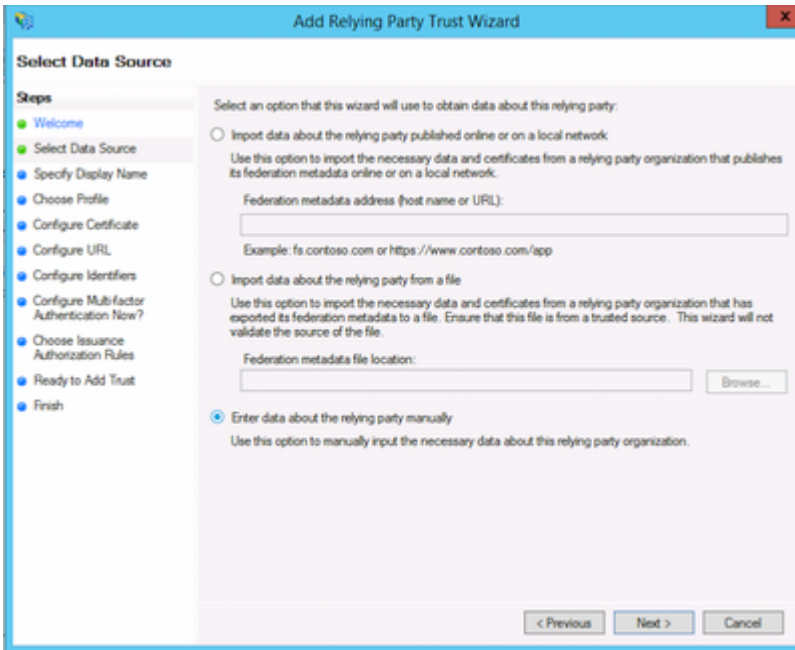 Add Relying Party Trust Wizard
x
Select Data Source
Steps
Welcome
Select Data Source
Specify Display Name
Choose Profile
Configure Certificate
Configure URL
Configure Identifiers
Configure Multi-factor
Authentication Now?
Choose Issuance
Authorization Rules
Ready to Add Trust
Finish
Select an option that this wizard will use to obtain data about this relying party:
Import data about the relying party published online or on a local network
Use this option to import the necessary data and certificates from a relying party organization that publishes
its federation metadata online or on a local network.
Federation metadata address (host name or URL):
Example: fs.contoso.com or https://www.contoso.com/app
Import data about the relying party from a file
Use this option to import the necessary data and certificates from a relying party organization that has
exported its federation metadata to a file. Ensure that this file is from a trusted source. This wizard will not
validate the source of the file.
Federation metadata file location:
Browse...
Enter data about the relying party manually
Use this option to manually input the necessary data about this relying party organization.
< Previous
Next >
Cancel